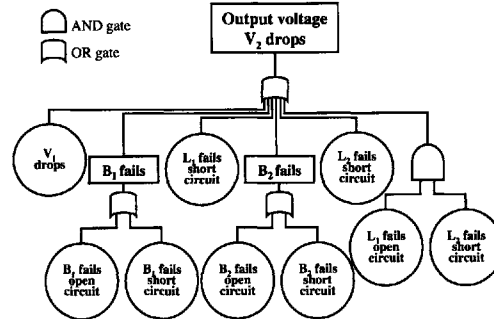 AND gate
OR gate
Output voltage
V2 drops
V1
drops
B1 fails
L1 fails
short
circuit
B2 fails
L2 fails
short
circuit
B1 fails
open
circuit
B1 fails
short
circuit
B2 fails
open
circuit
B2 fails
short
circuit
L1 fails
open
circuit
L2 fails
short
circuit